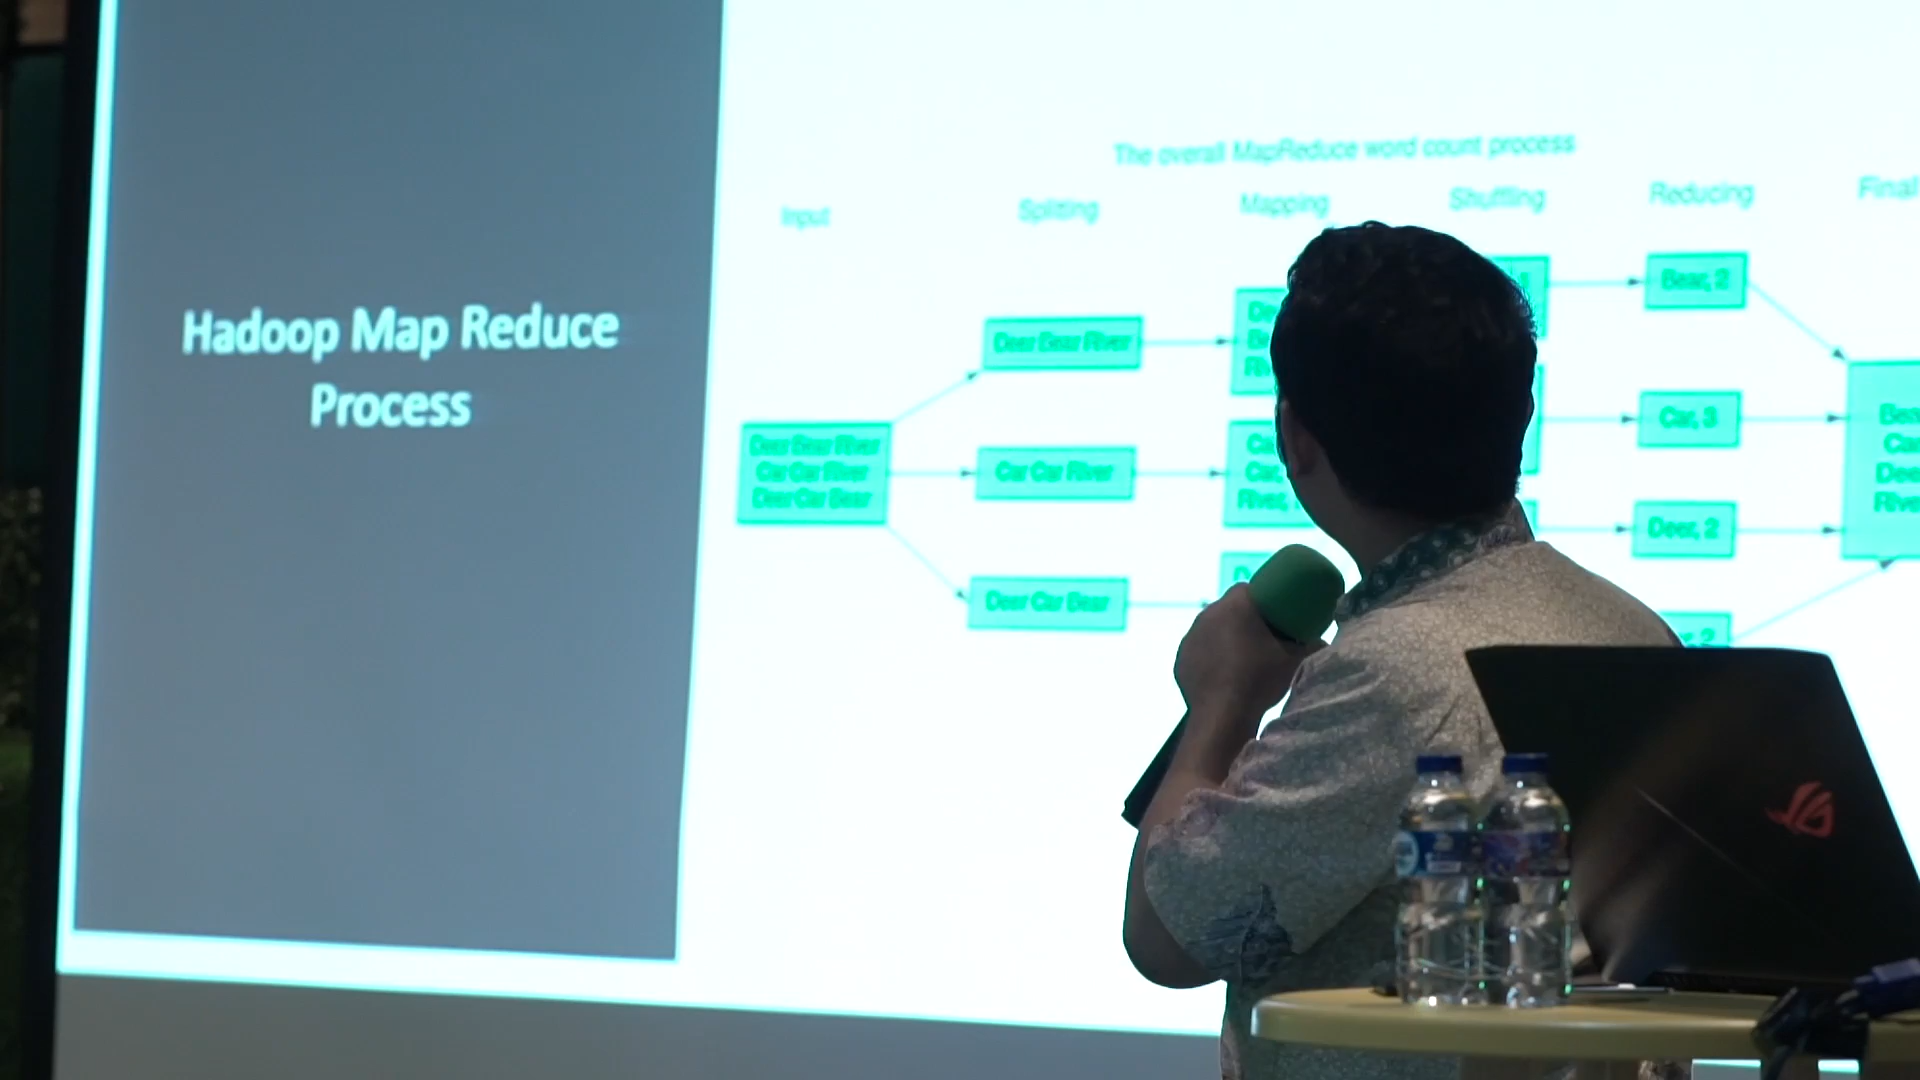 Hadoop Map Reduce
Process
The overall MapReduce word count process
Input
Splitting
Mapping
Shuffling
Reducing
Final
Deer Bear River
Car Car River
Deer Car Bear
Deer Bear River
Car Car River
Deer Car Bear
Car,
River,
Bear, 2
Car, 3
Deer, 2